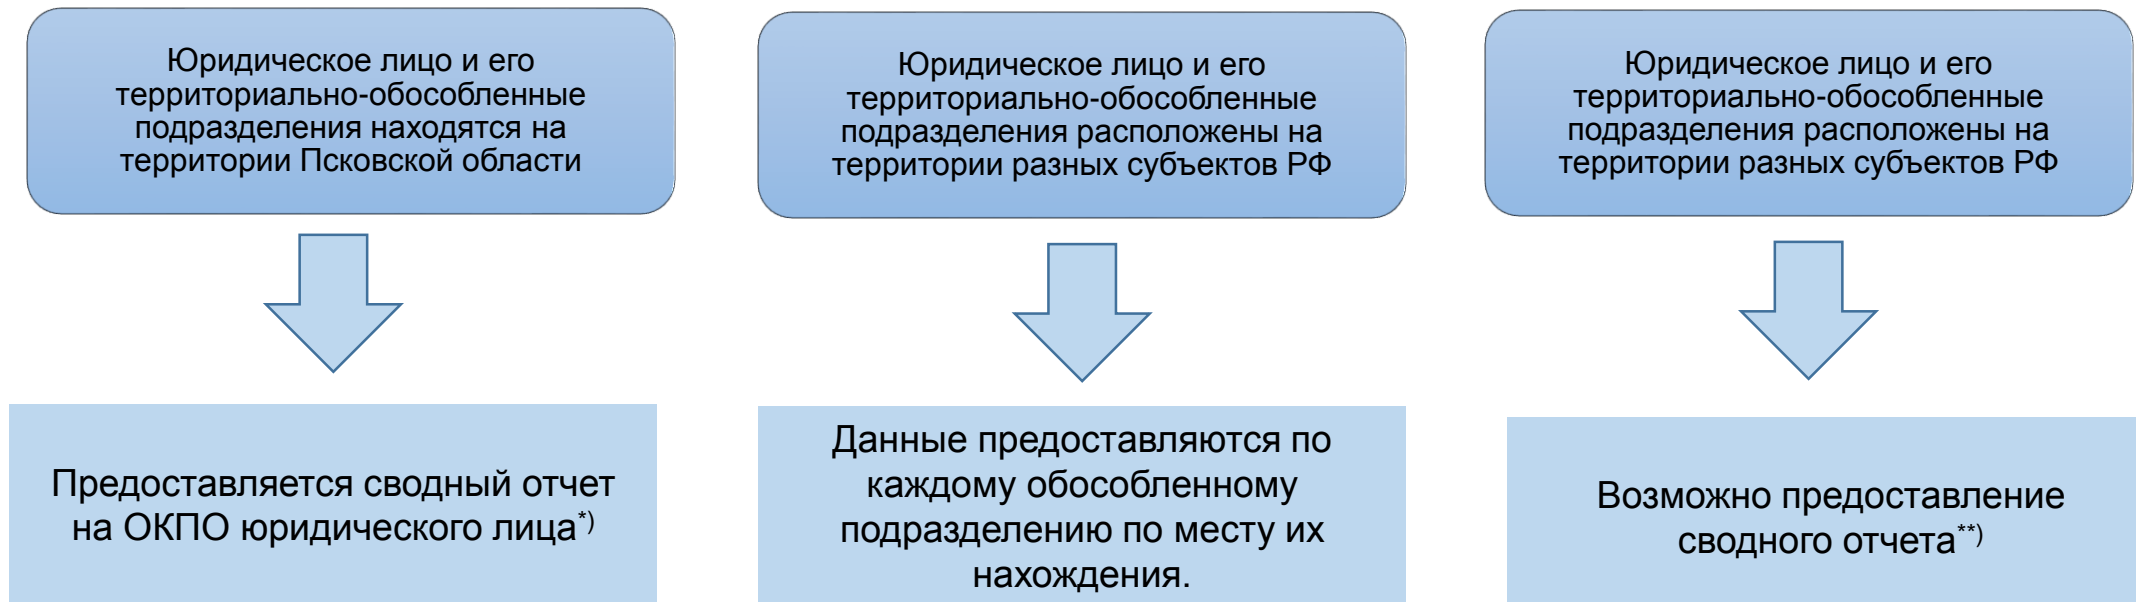 Юридическое лицо и его
территориально-обособленные
подразделения находятся на
территории Псковской области
Юридическое лицо и его
территориально-обособленные
подразделения расположены на
территории разных субъектов РФ
Юридическое лицо и его
территориально-обособленные
подразделения расположены на
территории разных субъектов РФ
Предоставляется сводный отчет
на ОКПО юридического лица*)
Данные предоставляются по
каждому обособленному
подразделению по месту их
нахождения.
Возможно предоставление
сводного отчета**)